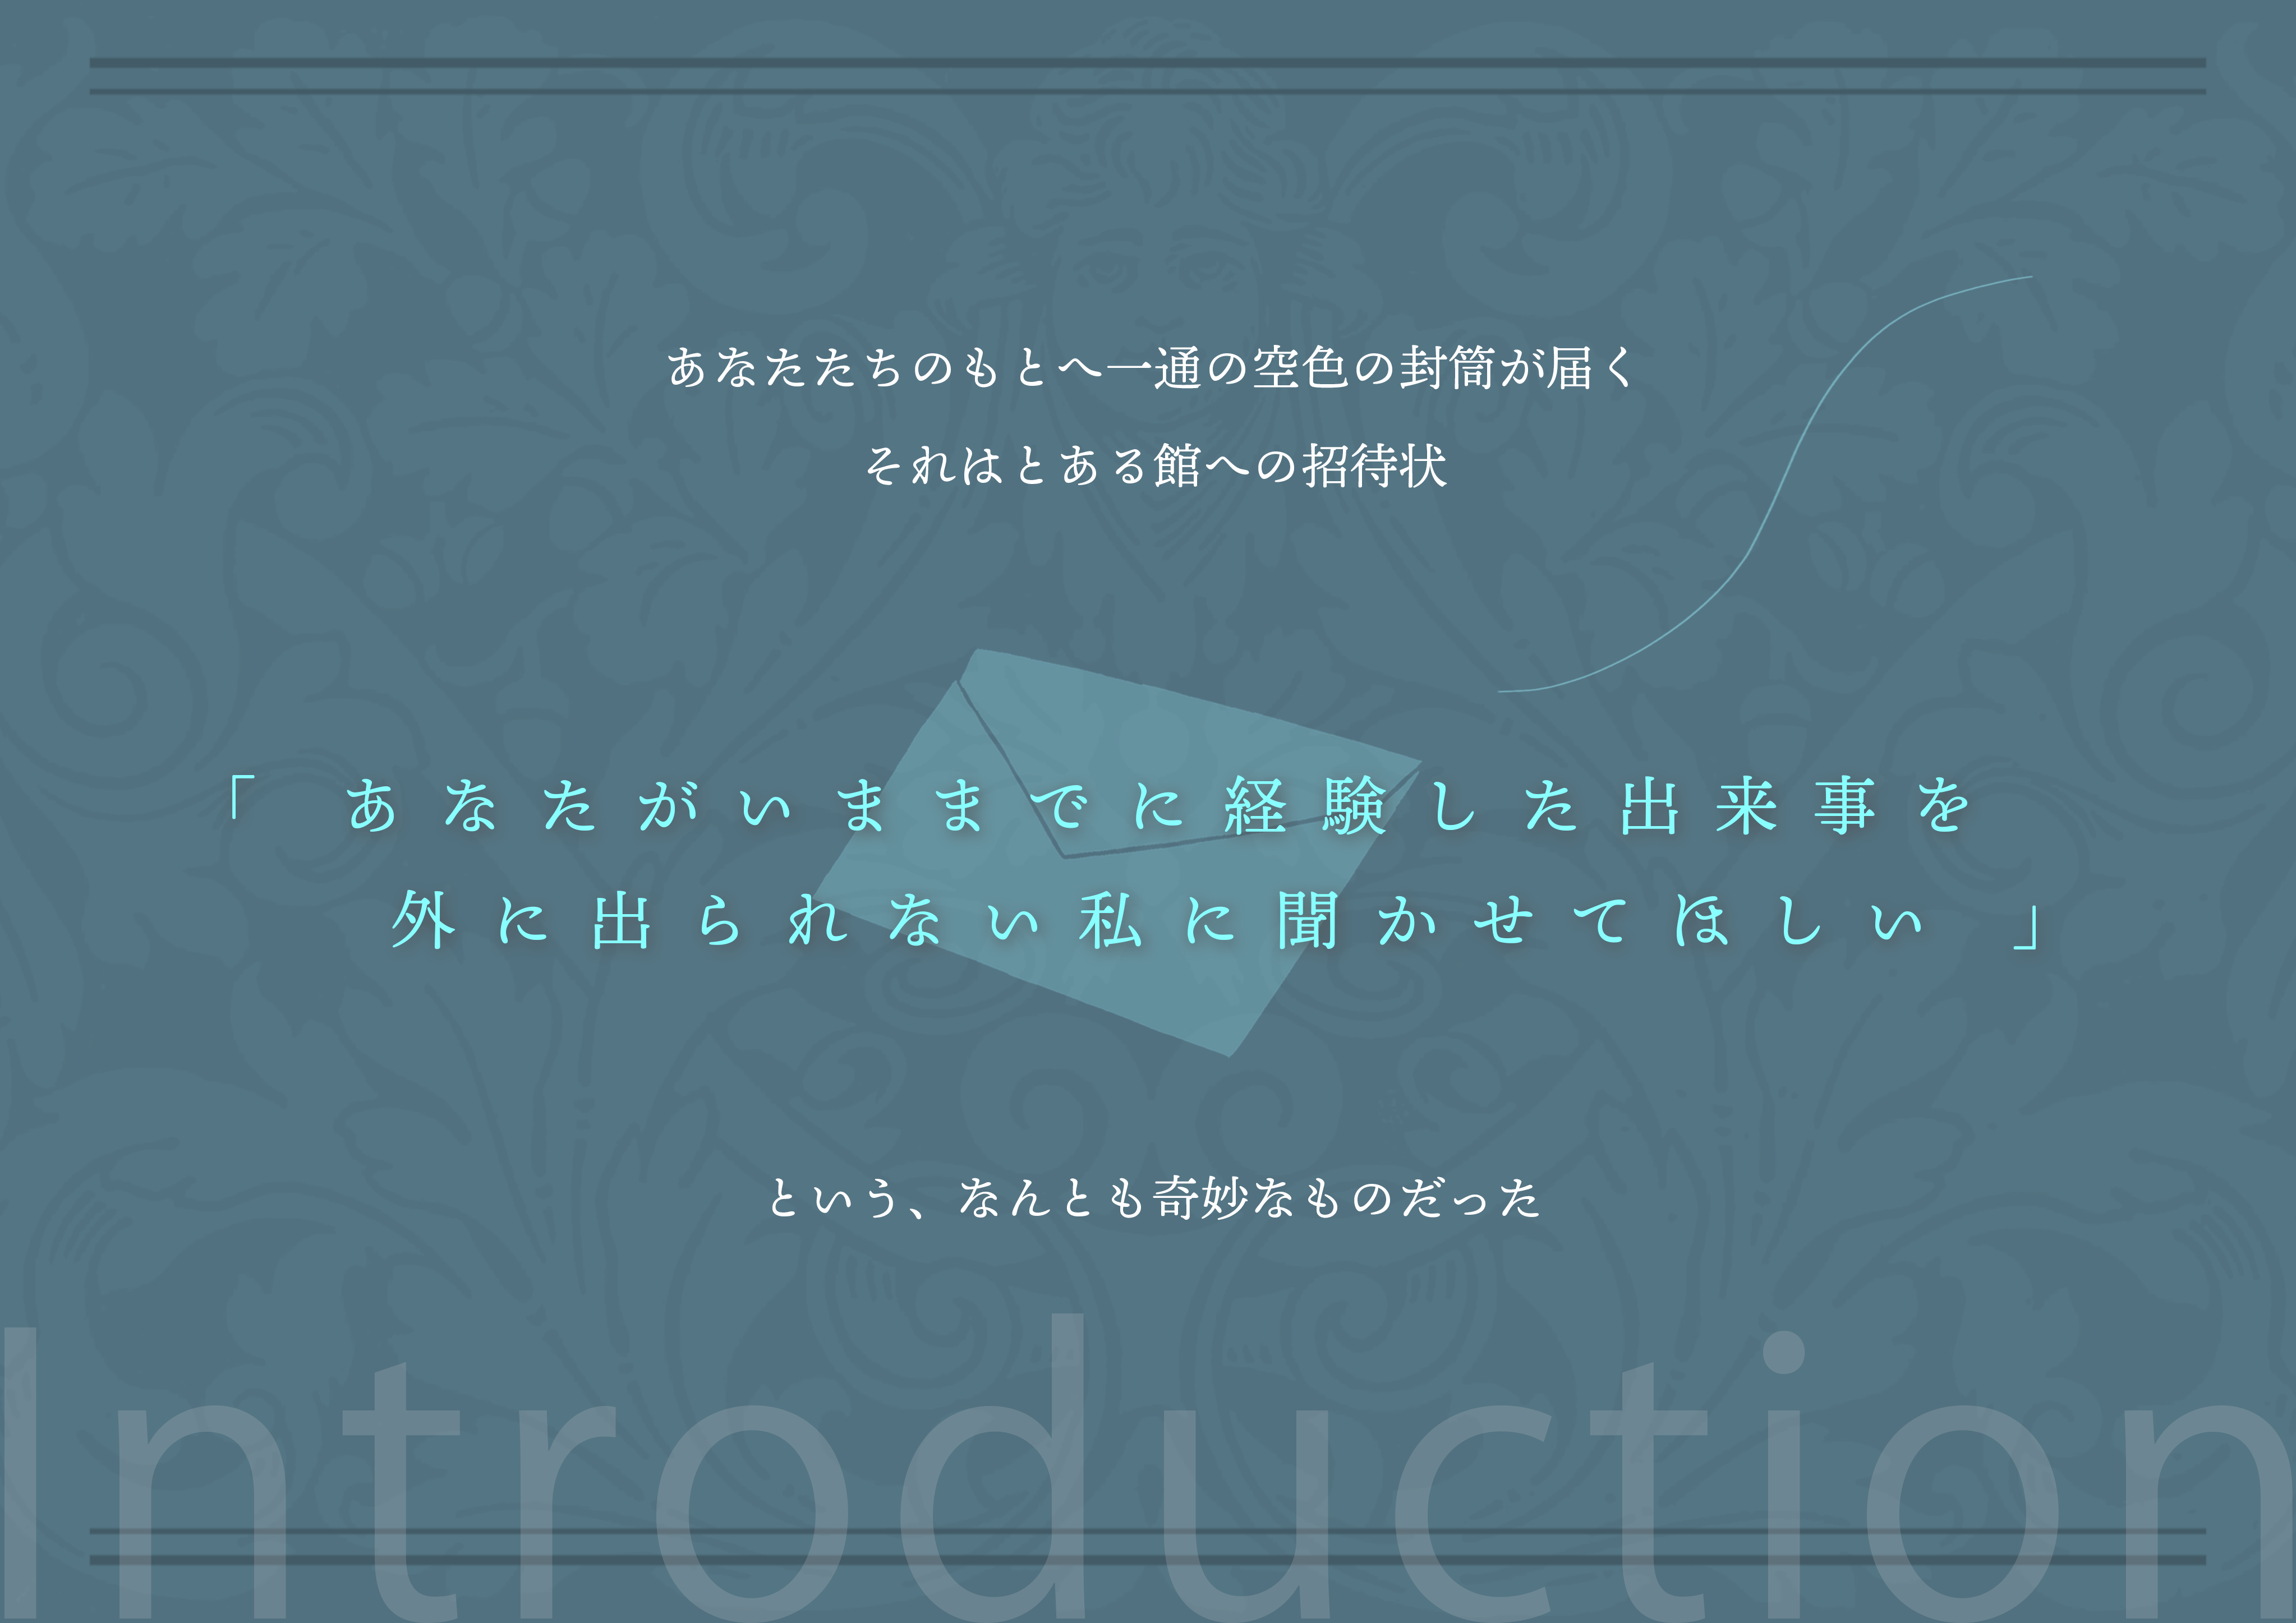 あなたたちのもとへ一通の空色の封筒が届く
それはとある館への招待状
「あなたがいままでに経験した出来事を
外に出られない私に聞かせてほしい」
という、なんとも奇妙なものだった
Introduction